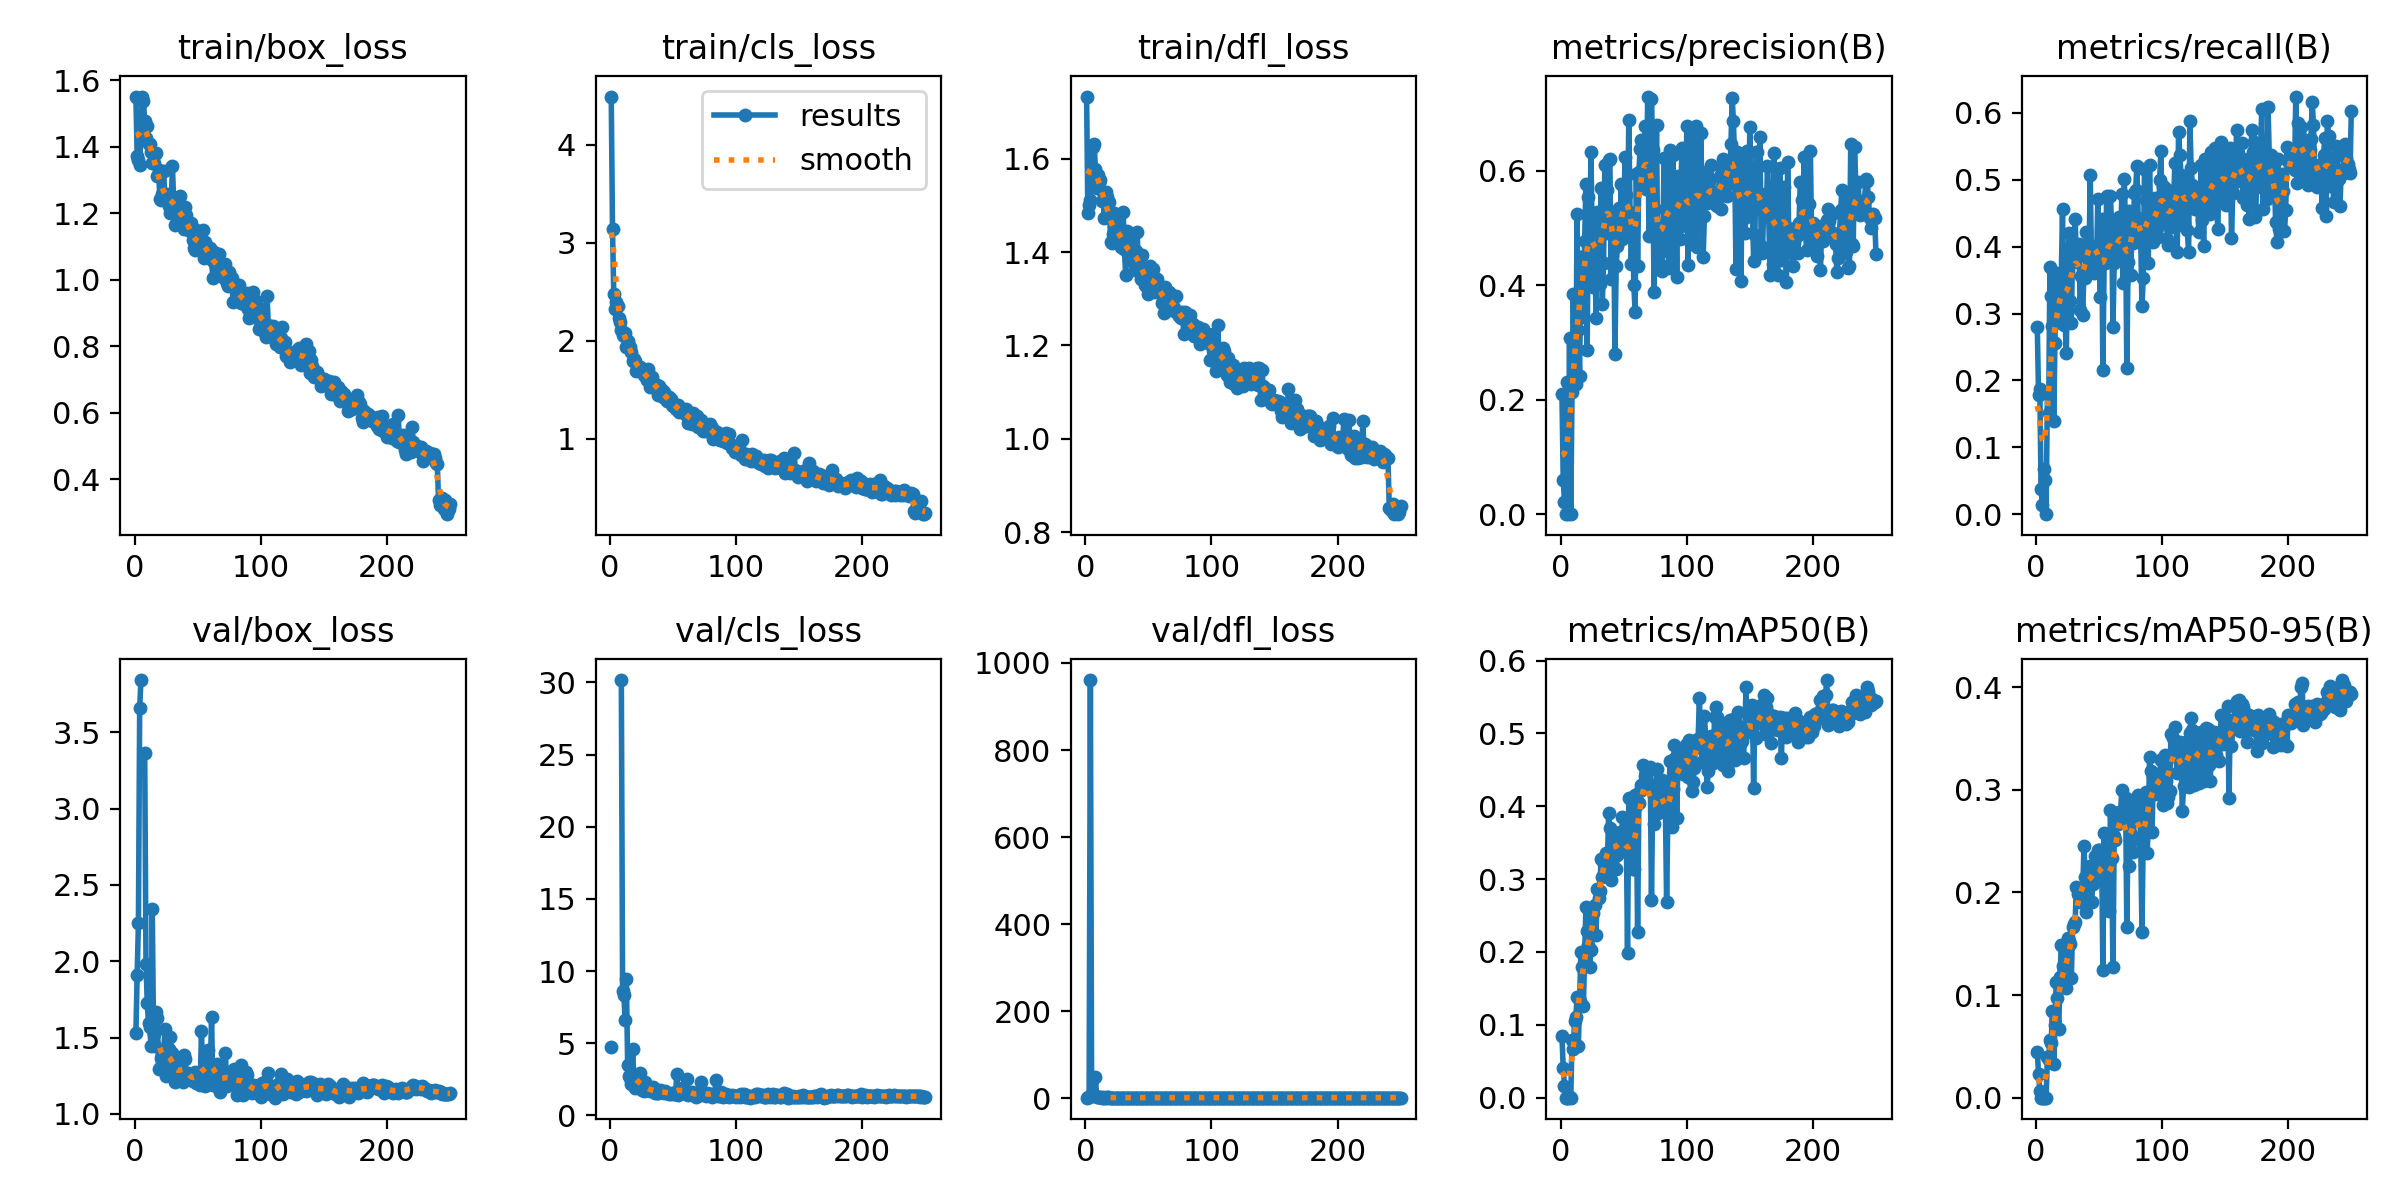 train/box_loss
train/cls_loss
train/dfl_loss
metrics/precision(B)
metrics/recall(B)
1.6
1.4
1.2
1.0
0.8
0.6
0.4
0 100 200
4
3
2
1
results
smooth
0 100 200
1.6
1.4
1.2
1.0
0.8
0 100 200
0.6
0.4
0.2
0.0
0 100 200
0.6
0.5
0.4
0.3
0.2
0.1
0.0
0 100 200
val/box_loss
val/cls_loss
val/dfl_loss
metrics/mAP50(B)
metrics/mAP50-95(B)
3.5
3.0
2.5
2.0
1.5
1.0
0 100 200
30
25
20
15
10
5
0
0 100 200
1000
800
600
400
200
0
0 100 200
0.6
0.5
0.4
0.3
0.2
0.1
0.0
0 100 200
0.4
0.3
0.2
0.1
0.0
0 100 200